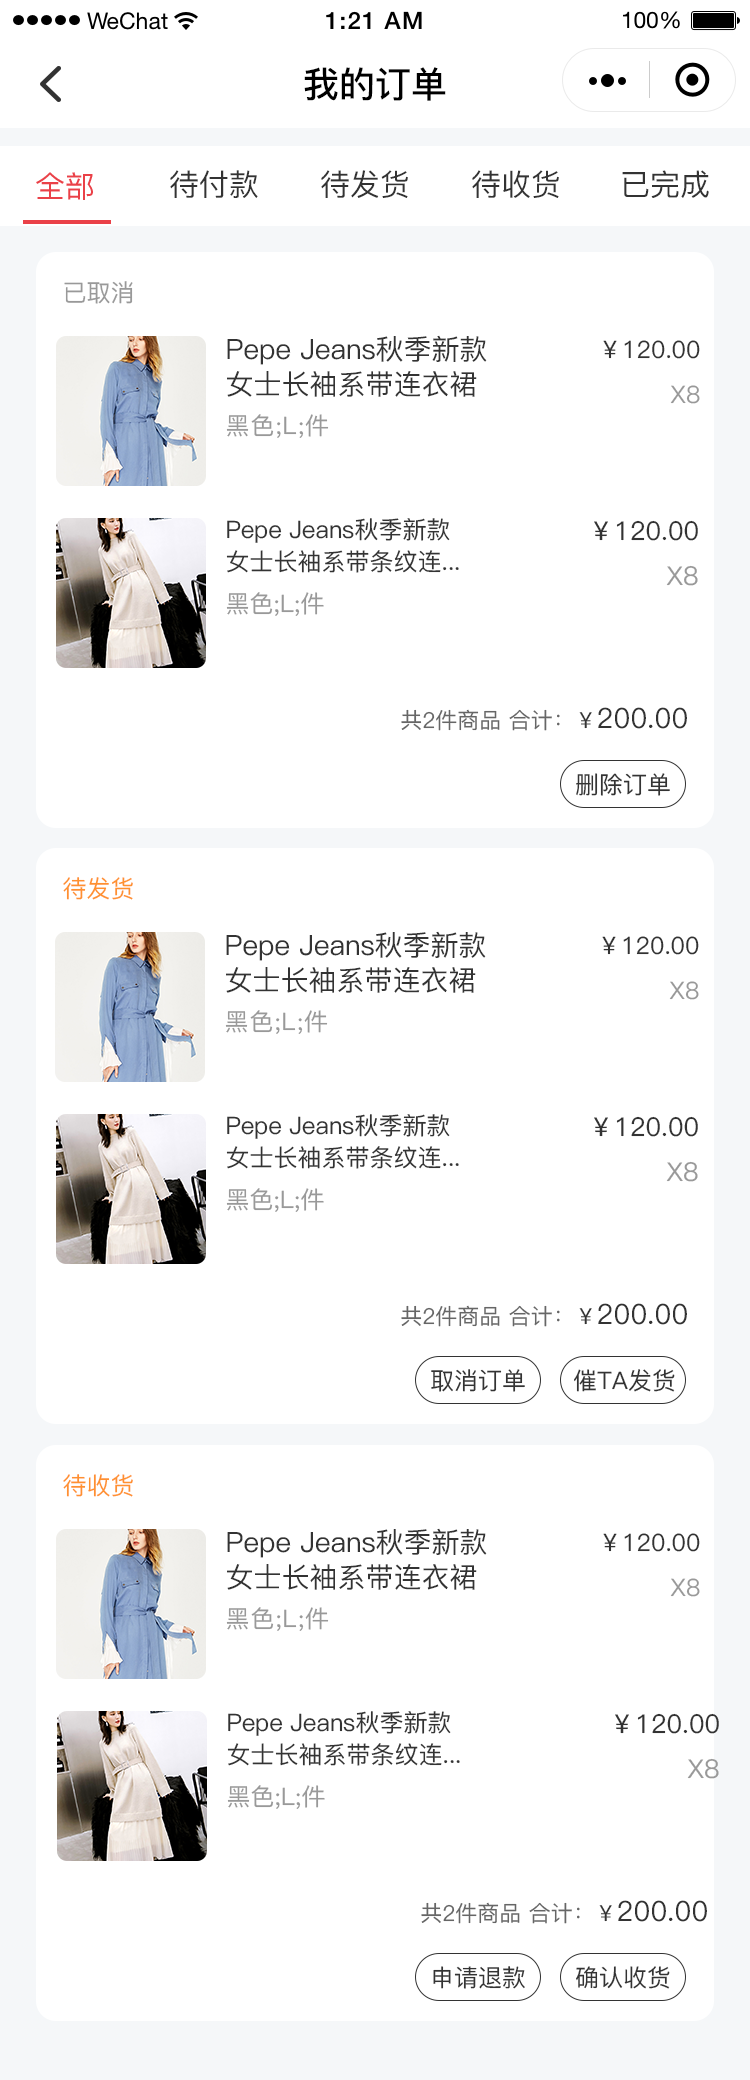 WeChat 1:21 AM 100%
我的订单
全部 待付款 待发货 待收货 已完成
已取消
Pepe Jeans秋季新款 ¥120.00
女士长袖系带连衣裙 X8
黑色;L;件
Pepe Jeans秋季新款 ¥120.00
女士长袖系带条纹连... X8
黑色;L;件
共2件商品 合计： ¥200.00
删除订单
待发货
Pepe Jeans秋季新款 ¥120.00
女士长袖系带连衣裙 X8
黑色;L;件
Pepe Jeans秋季新款 ¥120.00
女士长袖系带条纹连... X8
黑色;L;件
共2件商品 合计： ¥200.00
取消订单 催TA发货
待收货
Pepe Jeans秋季新款 ¥120.00
女士长袖系带连衣裙 X8
黑色;L;件
Pepe Jeans秋季新款 ¥120.00
女士长袖系带条纹连... X8
黑色;L;件
共2件商品 合计： ¥200.00
申请退款 确认收货